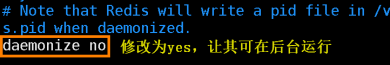 # Note that Redis will write a pid file in /v
s.pid when daemonized.
daemonize no 修改为yes，让其可在后台运行